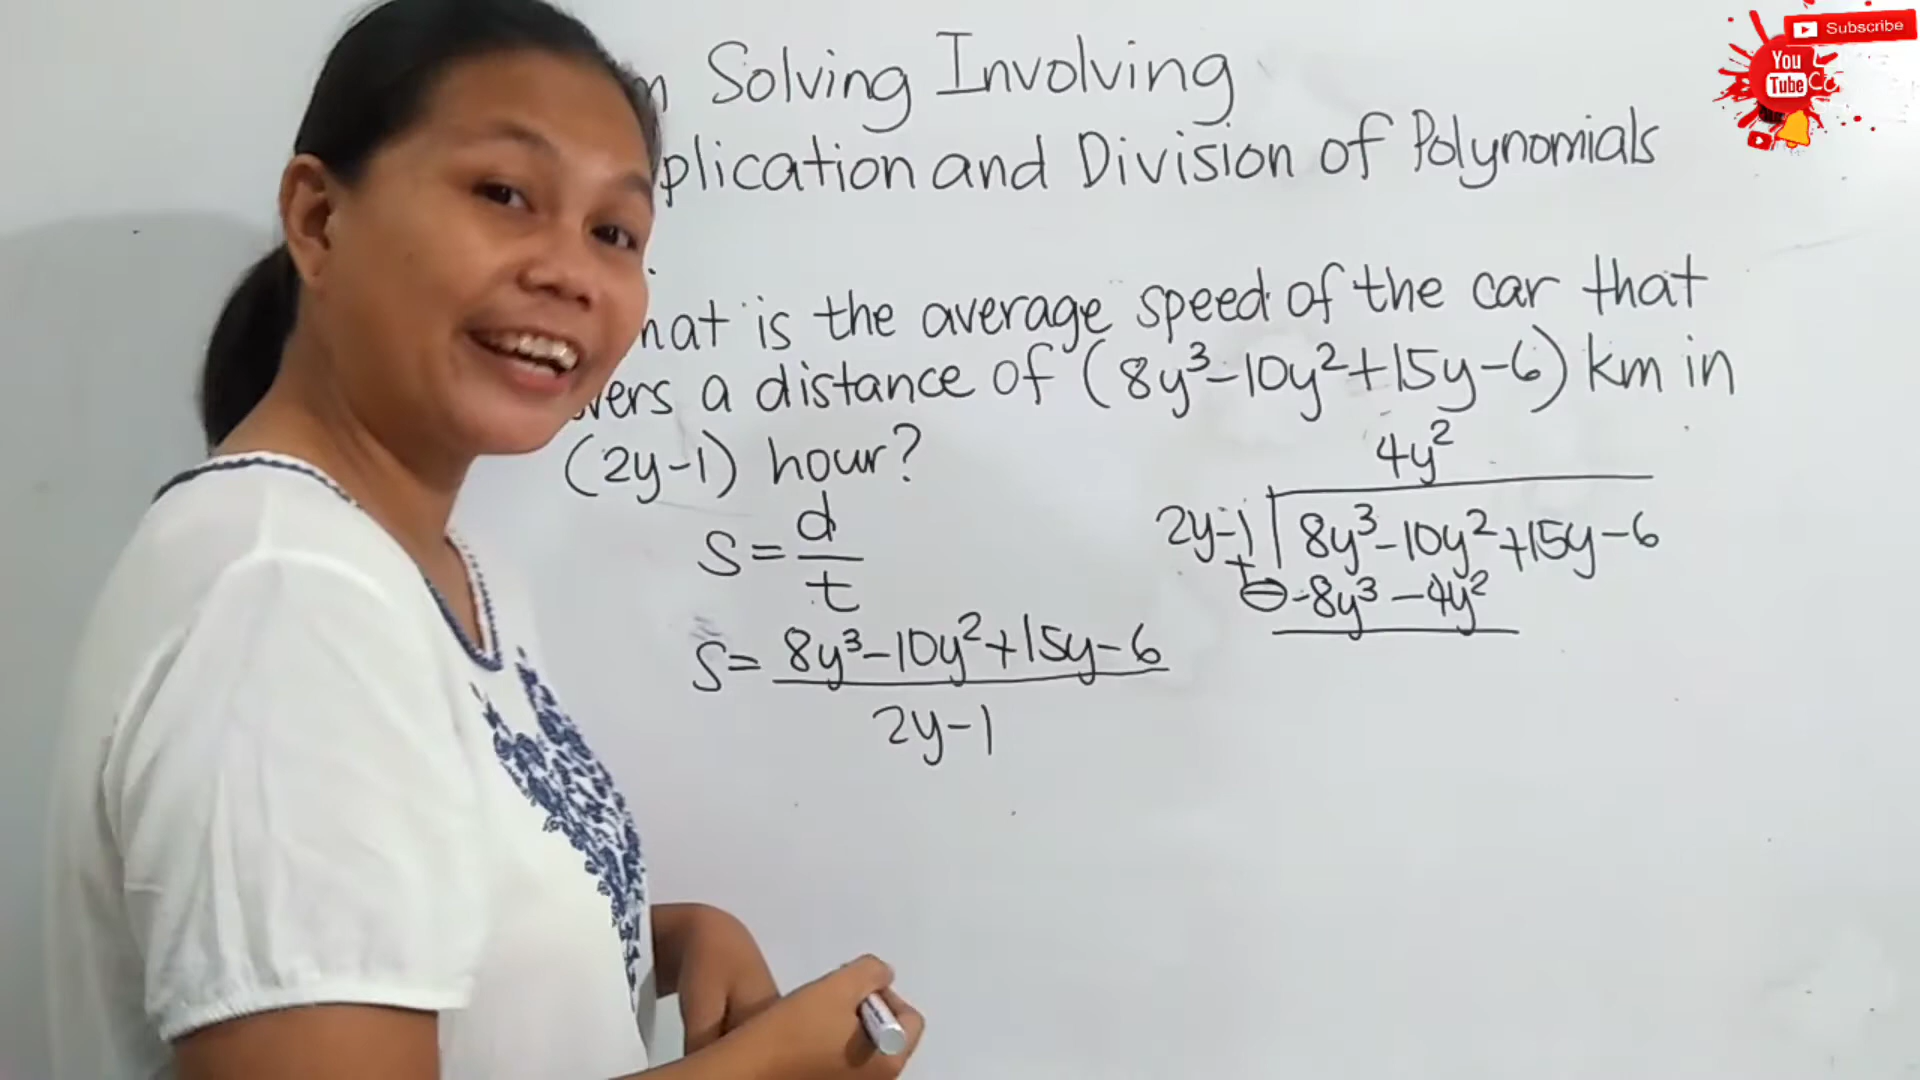 Solving Involving
plication and Division of Polynomials
hat is the average speed of the car that
vers a distance of (8y³-10y²+15y-6) km in
(2y-1) hour?
S = d/t
S = 8y³-10y²+15y-6
2y-1
4y²
2y-1 8y³-10y²+15y-6
-8y³-4y²
Subscribe
You
Tube